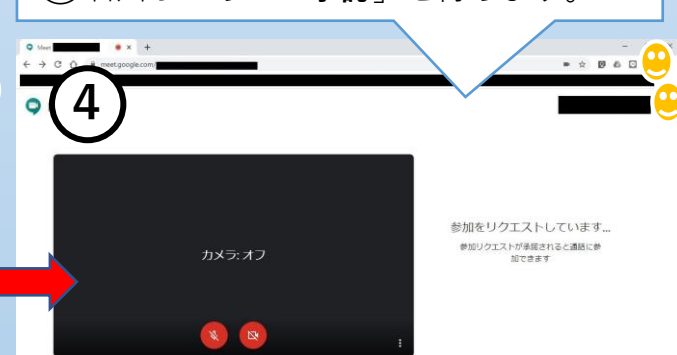 Meet
meet.google.com/
④
カメラ: オフ
参加をリクエストしています...
参加リクエストが承認されると通話に参
加できます